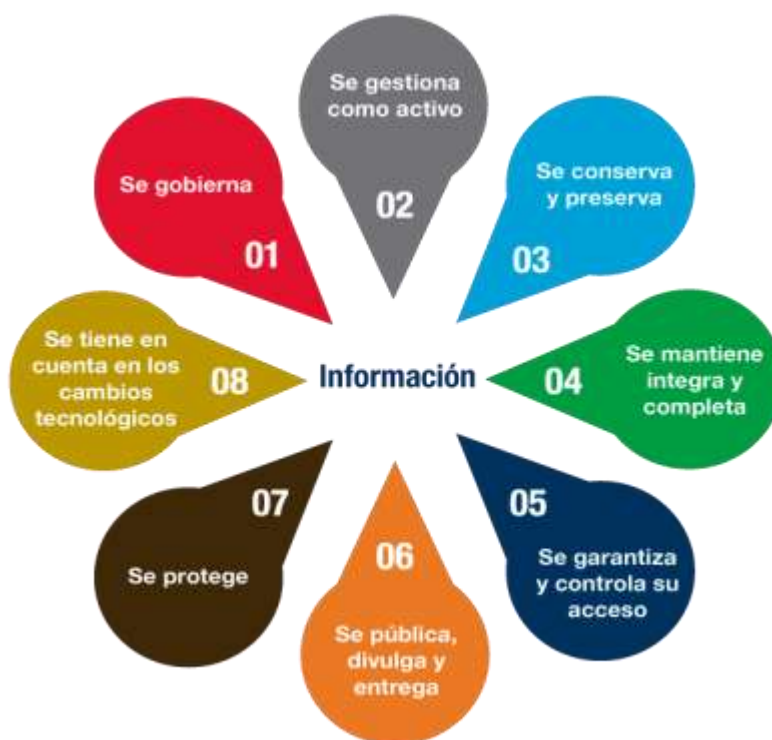 Se gobierna
01
Se gestiona
como activo
02
Se conserva
y preserva
03
Se mantiene
integra y
completa
04
05
Se garantiza
y controla su
acceso
06
Se pública,
divulga y
entrega
07
Se protege
Se tiene en
cuenta en los
cambios
tecnológicos
08
Información